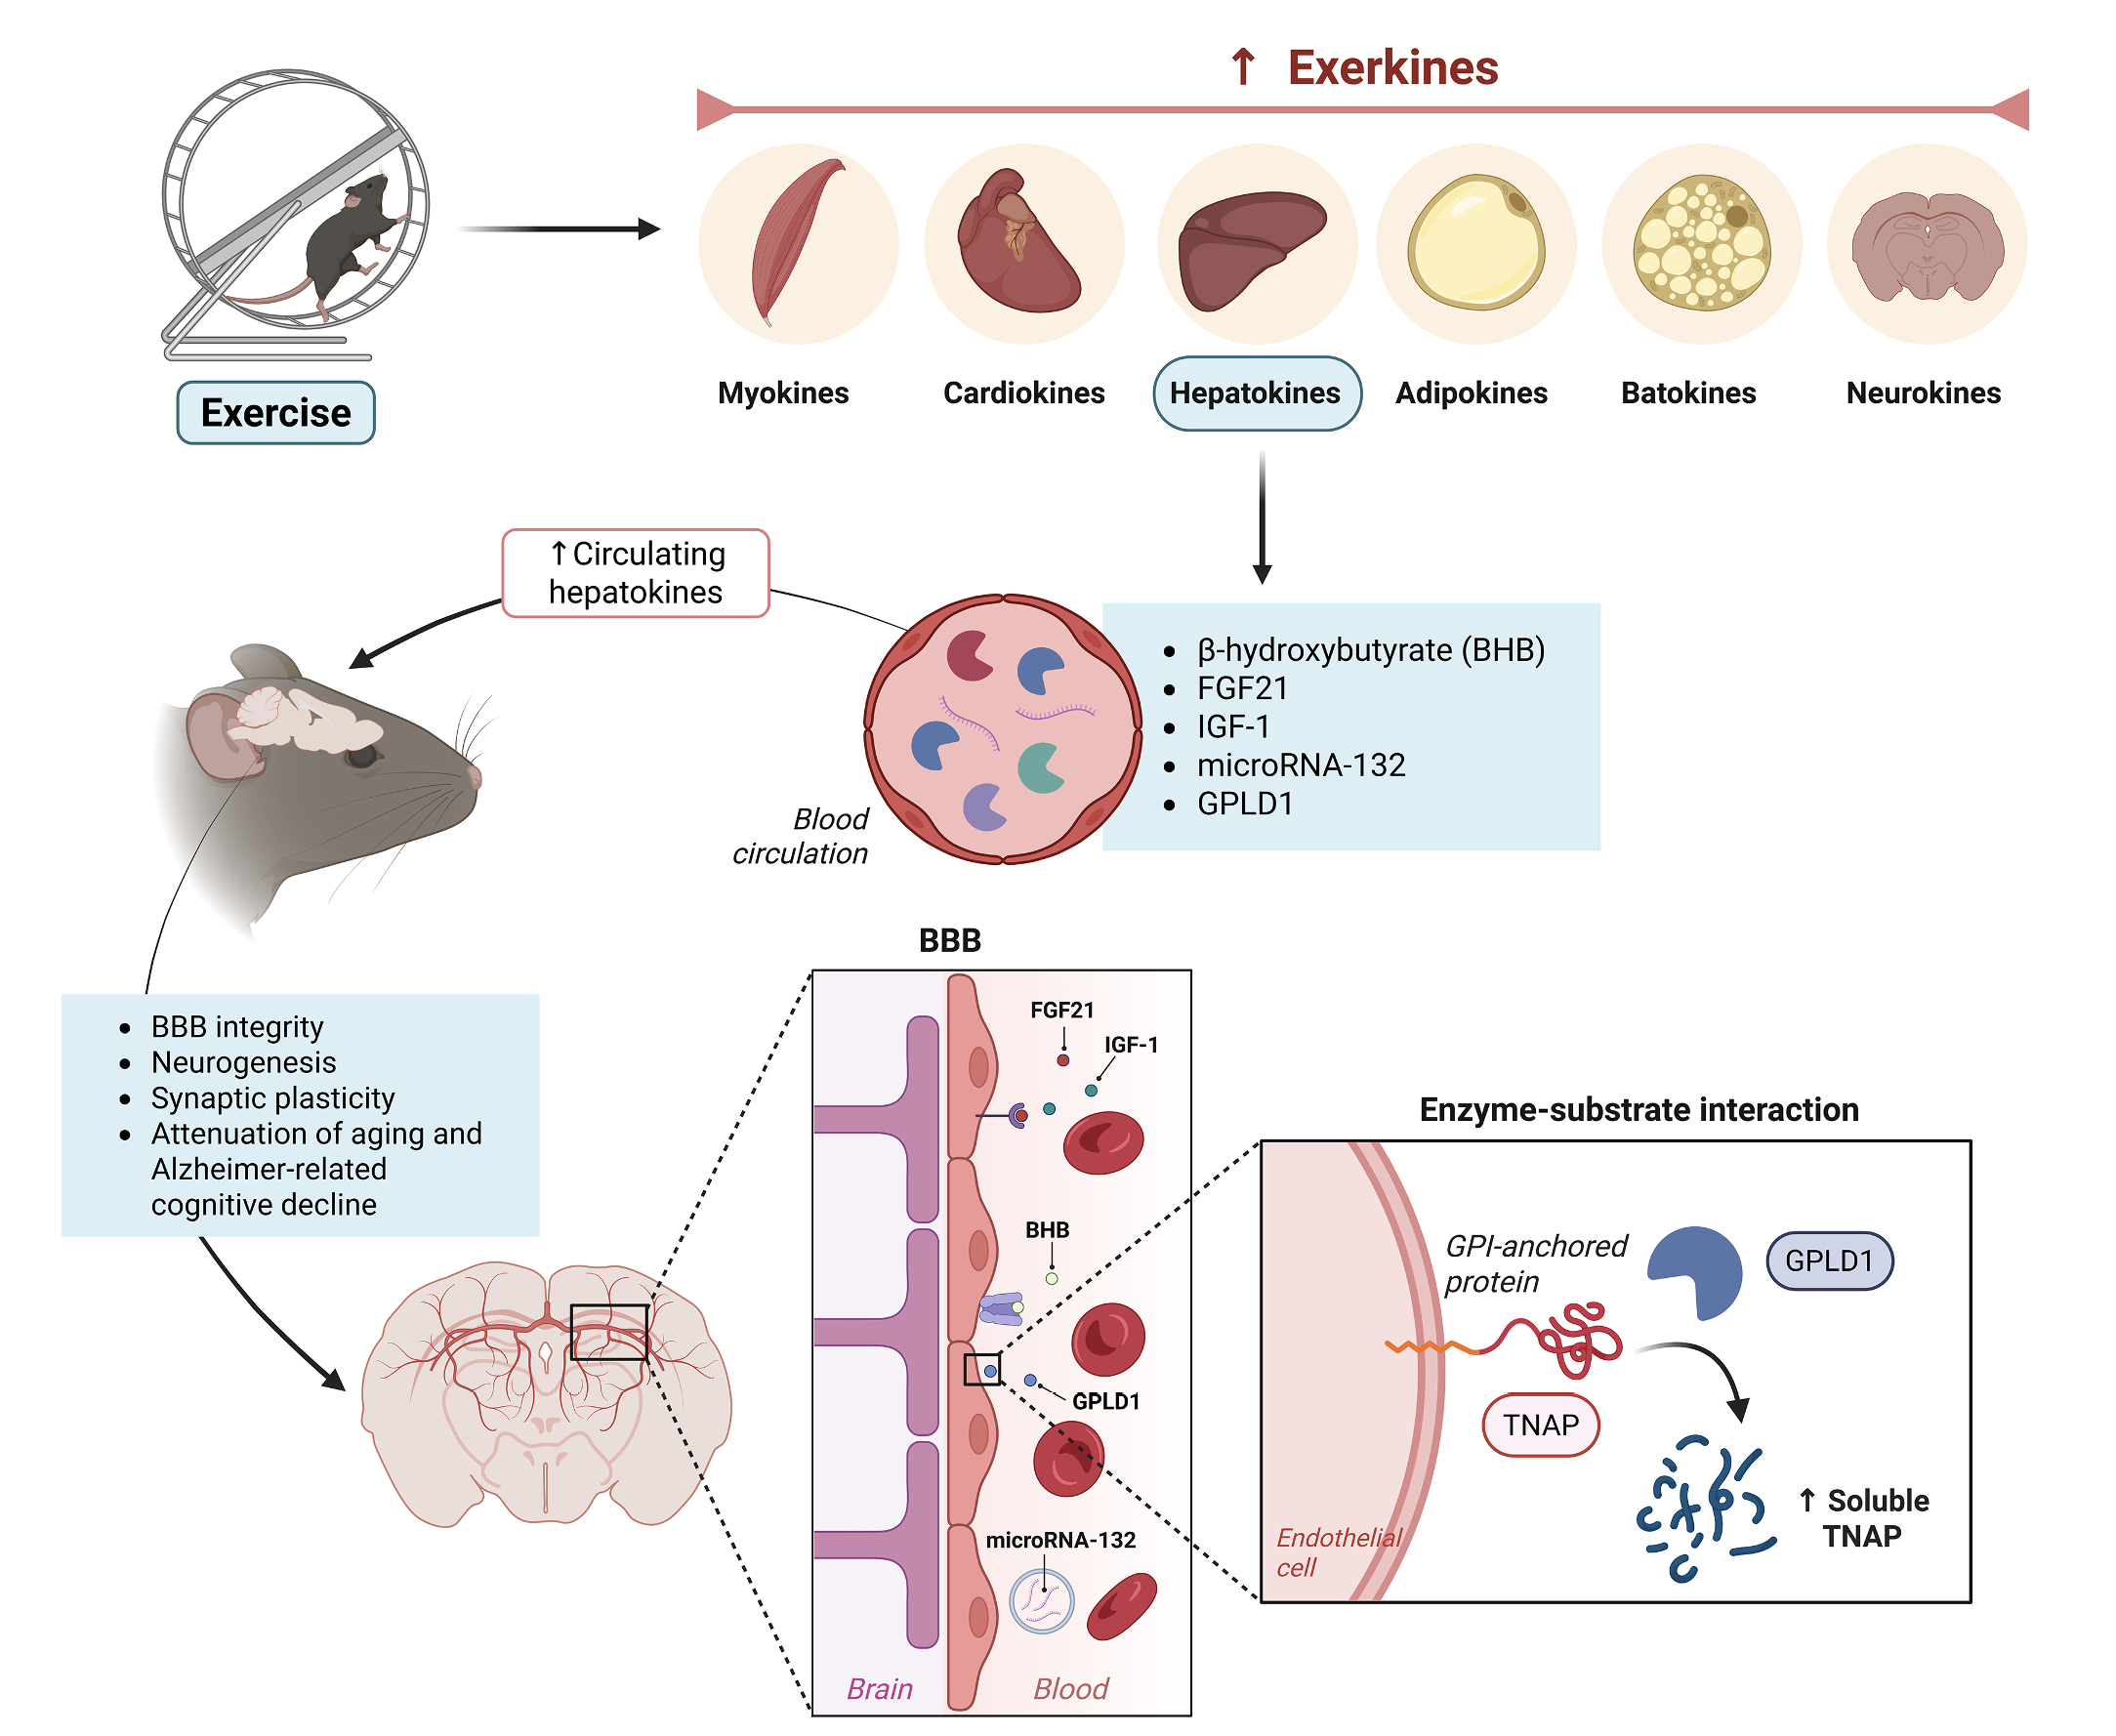 ↑ Exerkines
Exercise
Myokines
Cardiokines
Hepatokines
Adipokines
Batokines
Neurokines
↑Circulating
hepatokines
• β-hydroxybutyrate (BHB)
• FGF21
• IGF-1
• microRNA-132
• GPLD1
Blood
circulation
• BBB integrity
• Neurogenesis
• Synaptic plasticity
• Attenuation of aging and
Alzheimer-related
cognitive decline
BBB
FGF21
IGF-1
BHB
GPLD1
microRNA-132
Brain
Blood
Enzyme-substrate interaction
GPI-anchored
protein
GPLD1
TNAP
↑ Soluble
TNAP
Endothelial
cell